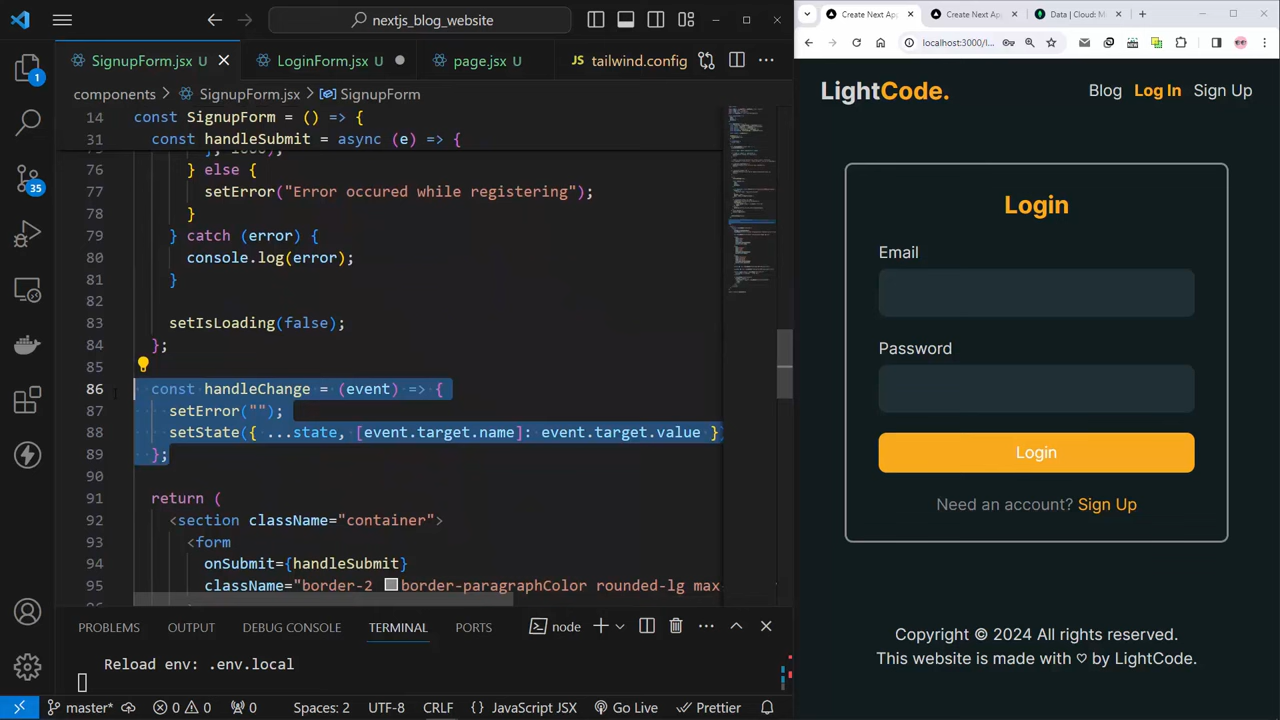 nextjs_blog_website
SignupForm.jsx U
LoginForm.jsx U
page.jsx U
JS tailwind.config
components > SignupForm.jsx > SignupForm
14 const SignupForm = () => {
31 const handleSubmit = async (e) => {
76 } else {
77 setError("Error occured while registering");
78 }
79 } catch (error) {
80 console.log(error);
81 }
82
83 setIsLoading(false);
84 };
85
86 const handleChange = (event) => {
87 setError("");
88 setState({ ...state, [event.target.name]: event.target.value }
89 };
90
91 return (
92 <section className="container">
93 <form
94 onSubmit={handleSubmit}
95 className="border-2 border-paragraphColor rounded-lg max-
1
35
PROBLEMS OUTPUT DEBUG CONSOLE TERMINAL PORTS
node
Reload env: .env.local
master* 0 0 0 Spaces: 2 UTF-8 CRLF {} JavaScript JSX Go Live Prettier
Create Next Ap
Create Next Ap
Data | Cloud: M
localhost:3000/l...
LightCode.
Blog Log In Sign Up
Login
Email
Password
Login
Need an account? Sign Up
Copyright © 2024 All rights reserved.
This website is made with ♡ by LightCode.